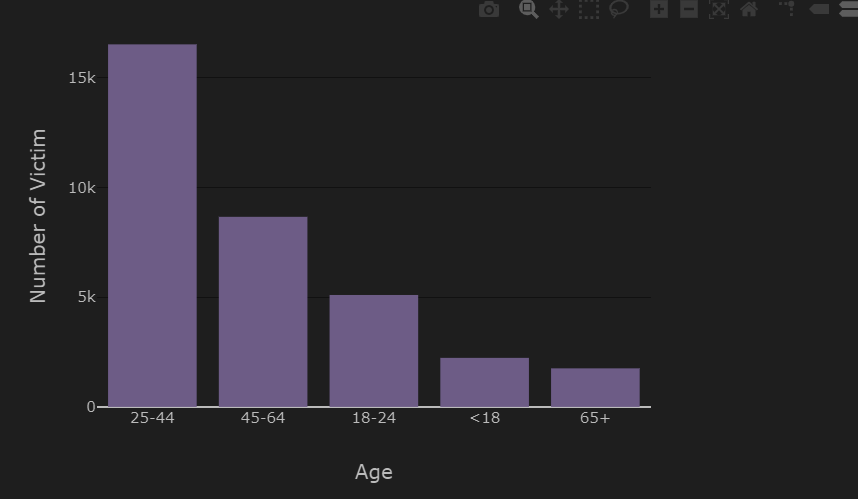 15k
10k
5k
0
Number of Victim
25-44 45-64 18-24 <18 65+
Age